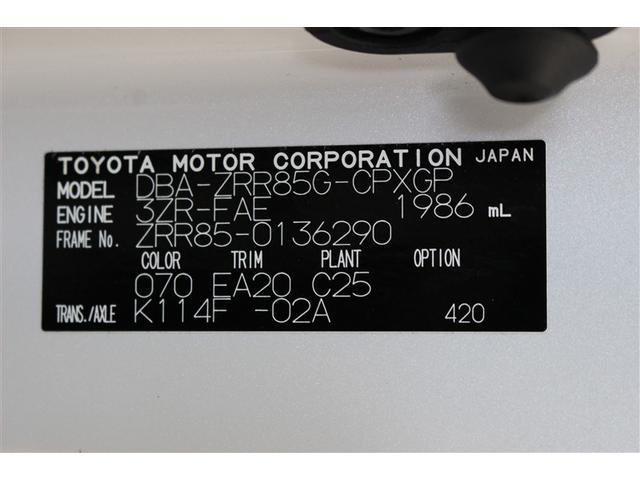 TOYOTA MOTOR CORPORATION JAPAN
MODEL DBA-ZRR85G-CPXGP
ENGINE 3ZR-FAE 1986 mL
FRAME No. ZRR85-0136290
COLOR TRIM PLANT OPTION
070 EA20 C25
TRANS./AXLE K114F -02A 420